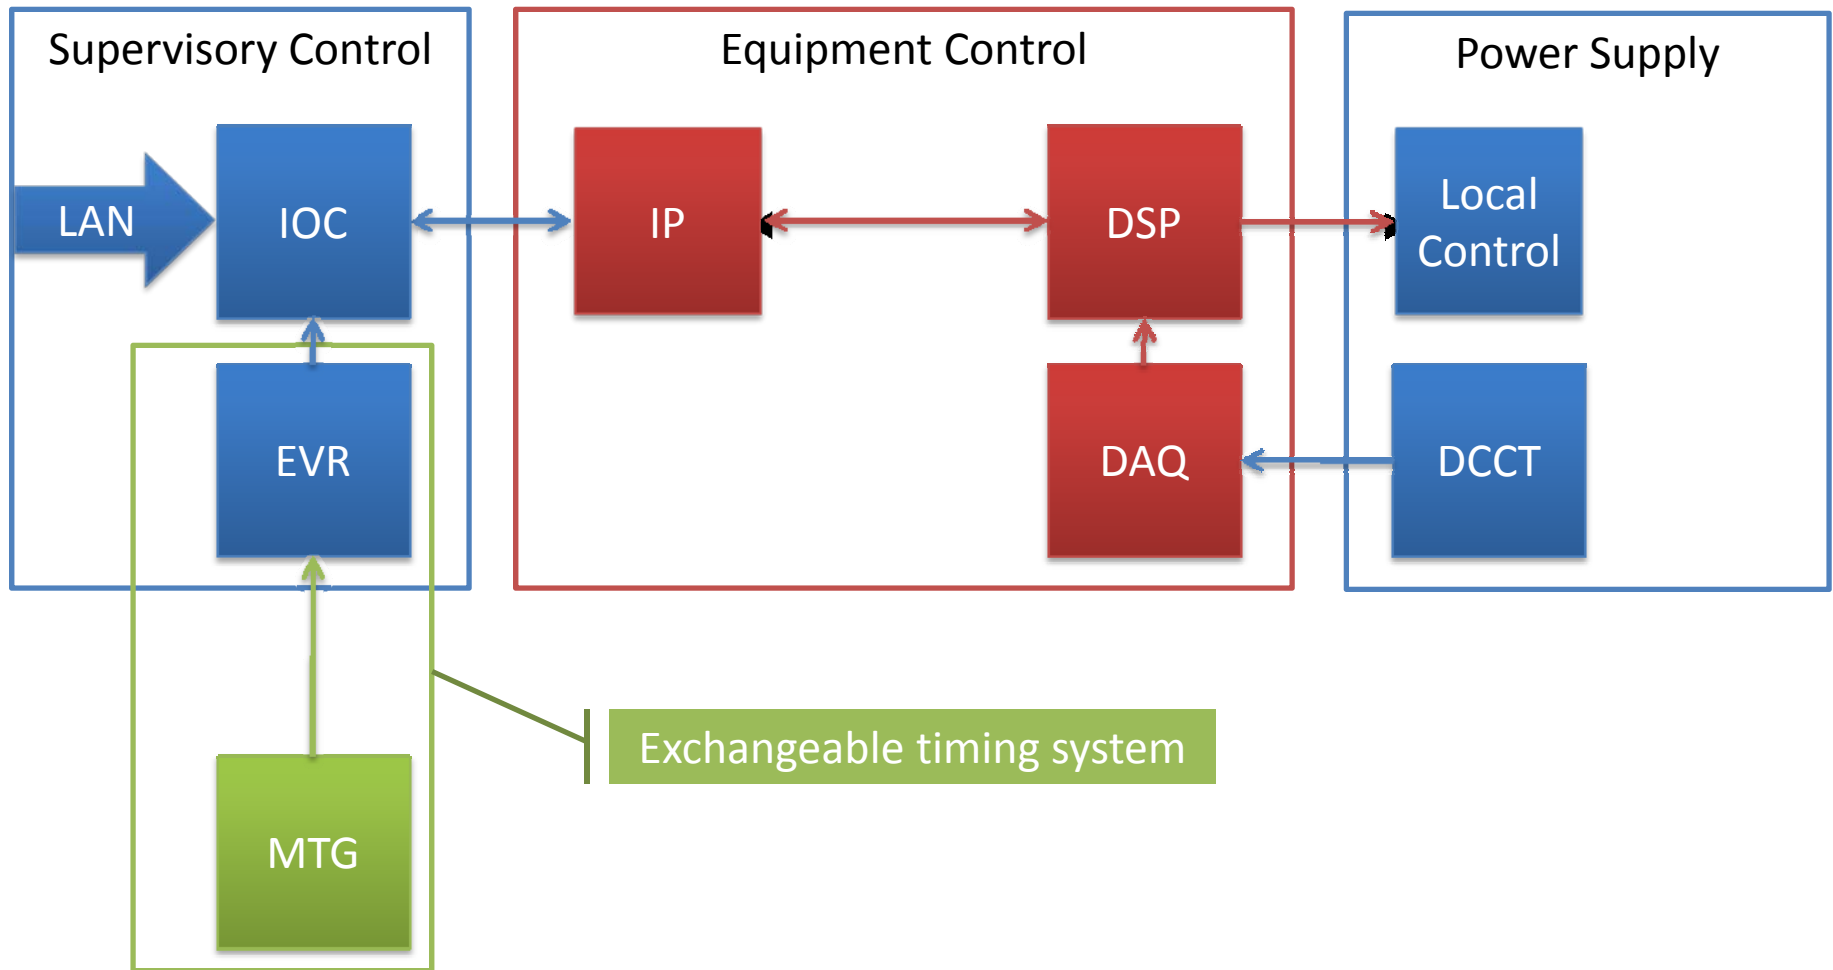 Supervisory Control
Equipment Control
Power Supply
LAN
IOC
IP
DSP
Local
Control
EVR
DAQ
DCCT
Exchangeable timing system
MTG